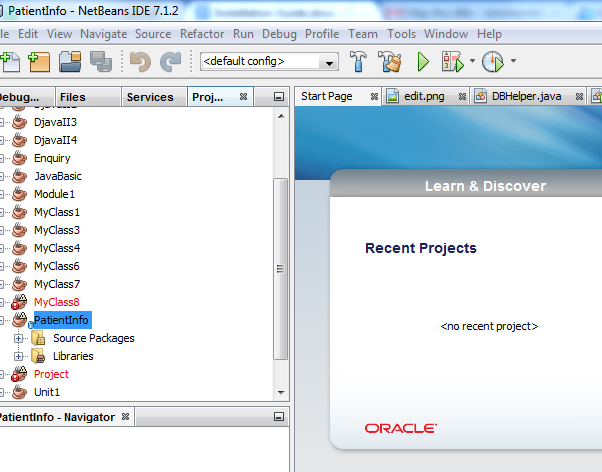 PatientInfo - NetBeans IDE 7.1.2
le Edit View Navigate Source Refactor Run Debug Profile Team Tools Window Help
<default config>
Debug... Files Services Proj...
Start Page edit.png DBHelper.java
DjavaII3
DjavaII4
Enquiry
JavaBasic
Module1
MyClass1
MyClass3
MyClass4
MyClass6
MyClass7
MyClass8
PatientInfo
Source Packages
Libraries
Project
Unit1
PatientInfo - Navigator
Learn & Discover
Recent Projects
<no recent project>
ORACLE